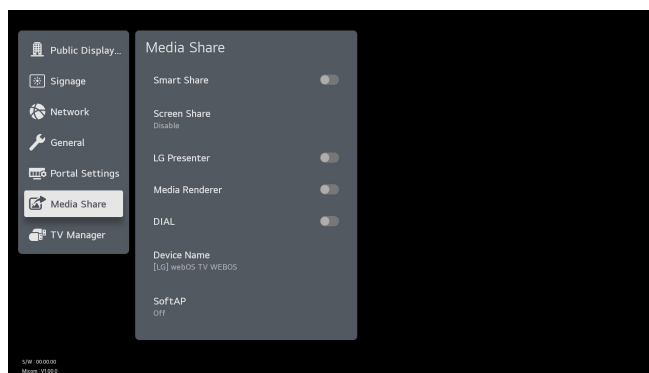 Public Display...
Signage
Network
General
Portal Settings
Media Share
TV Manager
Media Share
Smart Share
Screen Share
Disable
LG Presenter
Media Renderer
DIAL
Device Name
[LG] webOS TV WEBOS
SoftAP
Off
S/W : 00.00.00
Micom : V1.00.0